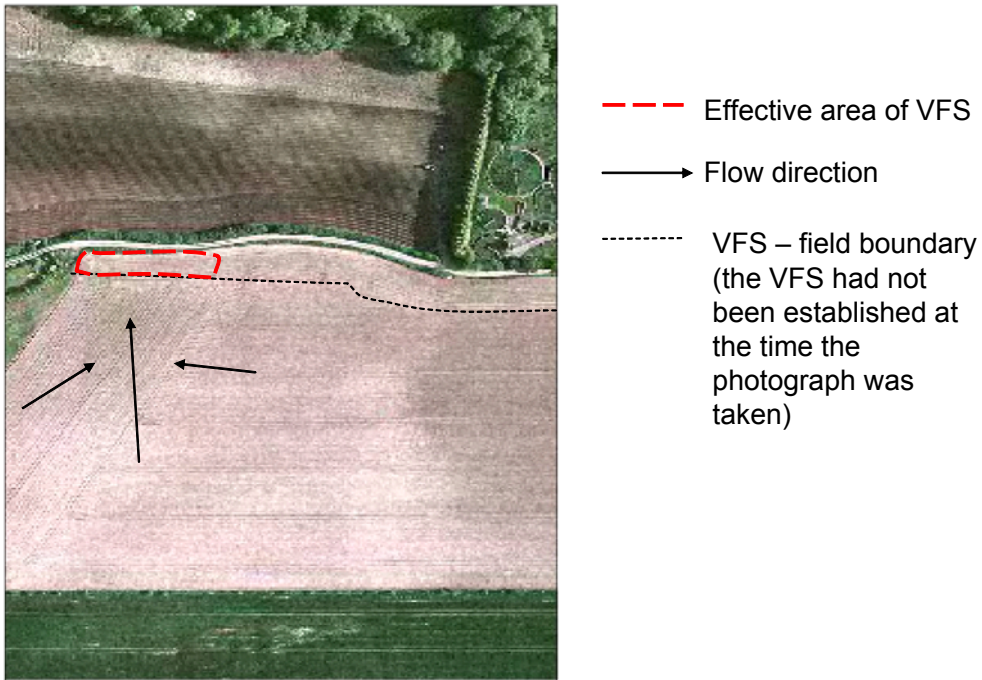 Effective area of VFS
Flow direction
VFS – field boundary
(the VFS had not
been established at
the time the
photograph was
taken)